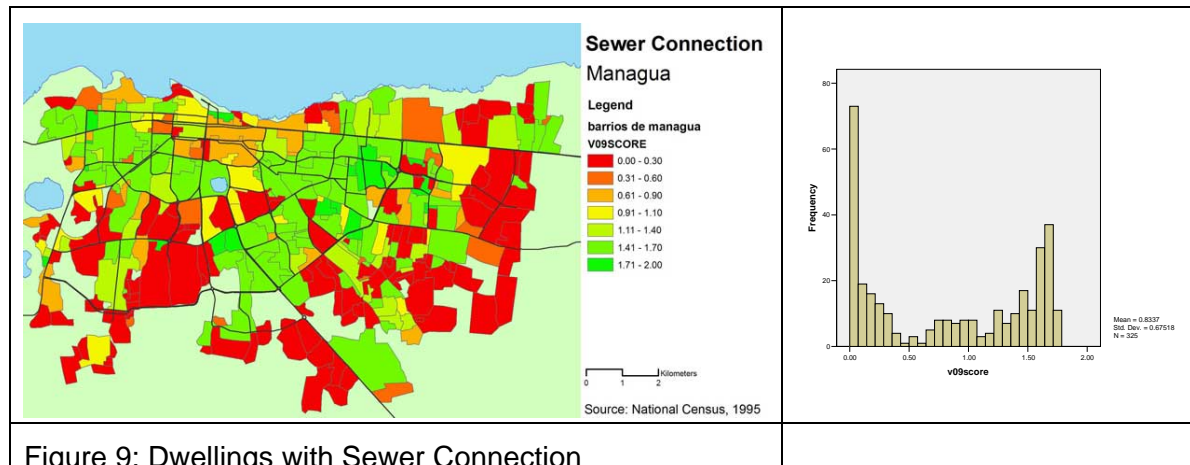 Sewer Connection
Managua
Legend
barrios de managua
V09SCORE
0.00 - 0.30
0.31 - 0.60
0.61 - 0.90
0.91 - 1.10
1.11 - 1.40
1.41 - 1.70
1.71 - 2.00
Kilometers
0 1 2
Source: National Census, 1995
80
60
40
20
0
Frequency
0.00 0.50 1.00 1.50 2.00
v09score
Mean = 0.8337
Std. Dev. = 0.67518
N = 325
Figure 9: Dwellings with Sewer Connection